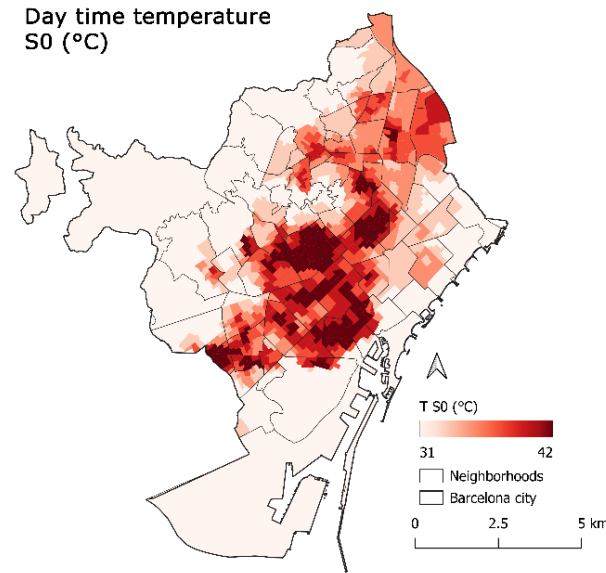 Day time temperature
S0 (°C)
T S0 (°C)
31 42
Neighborhoods
Barcelona city
0 2.5 5 km